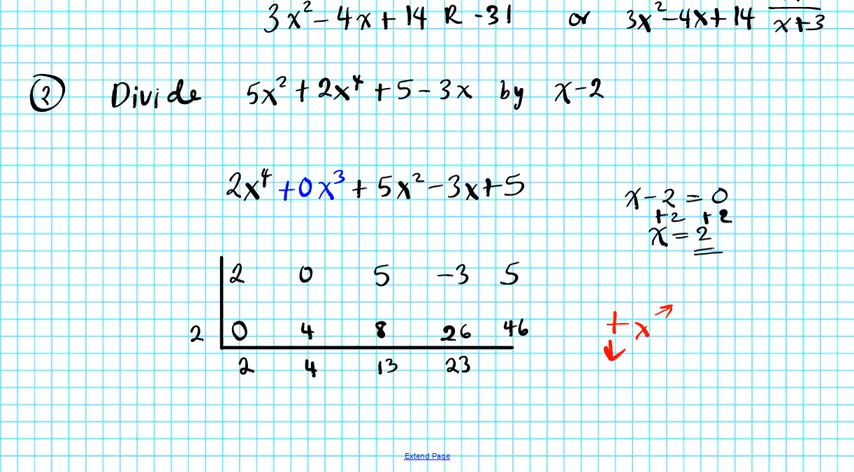 3x² - 4x + 14 R -31 or 3x² - 4x + 14 / x + 3
② Divide 5x² + 2x⁴ + 5 - 3x by x - 2
2x⁴ + 0x³ + 5x² - 3x + 5
x - 2 = 0
+2 +2
x = 2
2 0 5 -3 5
2 0 4 8 26 46
+ x
2 4 13 23
Extend Page